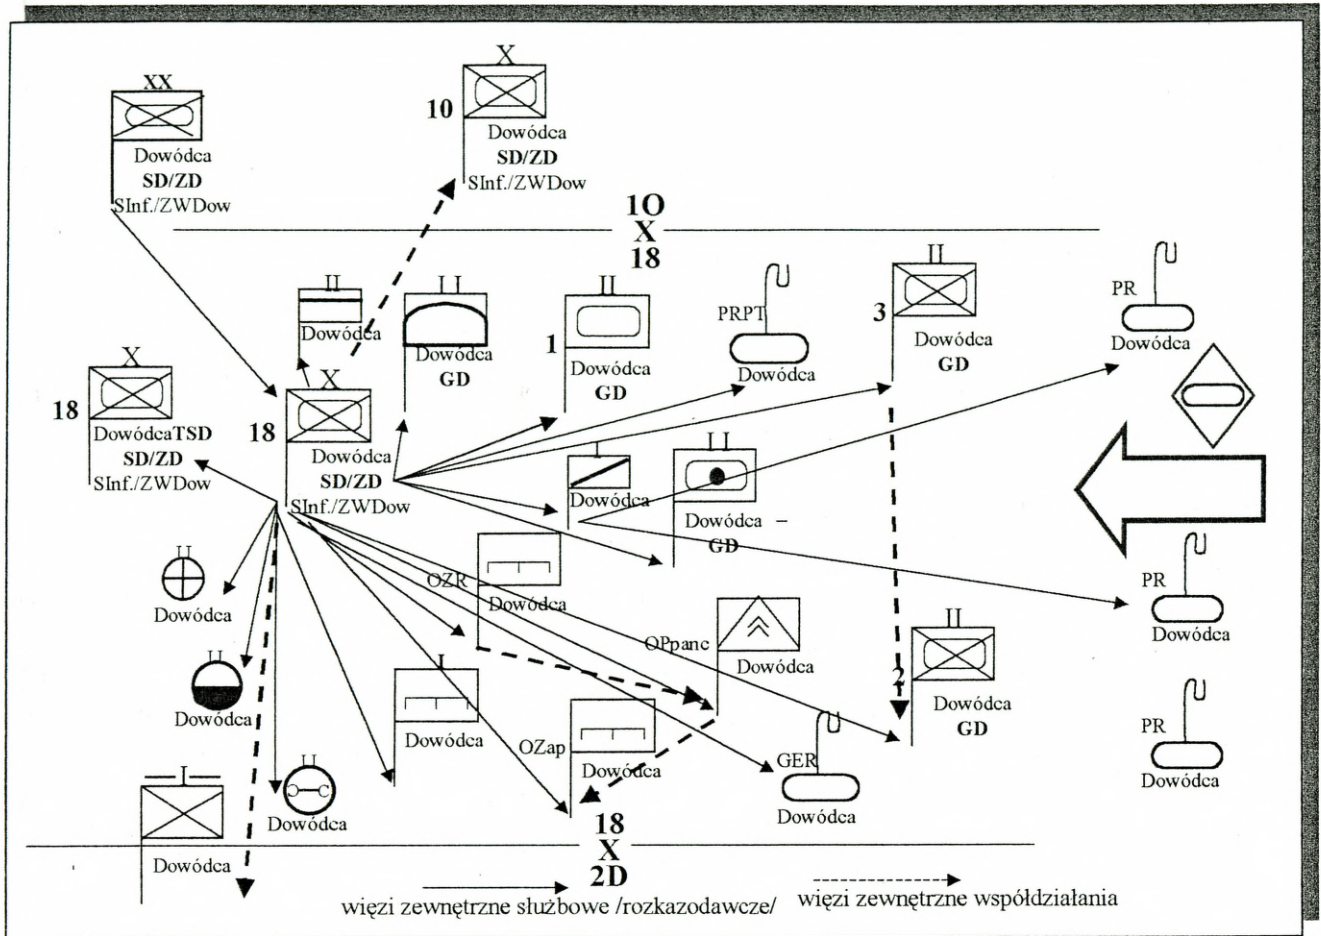 XX
Dowódca
SD/ZD
SInf./ZWDow
X
10
Dowódca
SD/ZD
SInf./ZWDow
1O
X
18
II
Dowódca
II
Dowódca
GD
II
1
Dowódca
GD
PRPT
Dowódca
II
3
Dowódca
GD
PR
Dowódca
X
18
DowódcaTSD
SD/ZD
SInf./ZWDow
X
18
Dowódca
SD/ZD
SInf./ZWDow
I
Dowódca
II
Dowódca –
GD
II
Dowódca
OZR
Dowódca
OPpanc
Dowódca
II
2
Dowódca
GD
PR
Dowódca
II
Dowódca
I
Dowódca
OZap
Dowódca
GER
Dowódca
PR
Dowódca
I
Dowódca
II
Dowódca
18
X
2D
więzi zewnętrzne służbowe /rozkazodawcze/
więzi zewnętrzne współdziałania